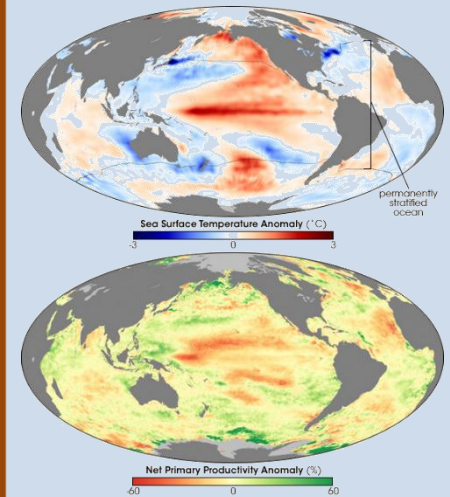 permanently
stratified
ocean
Sea Surface Temperature Anomaly (°C)
-3 0 3
Net Primary Productivity Anomaly (%)
-60 0 60